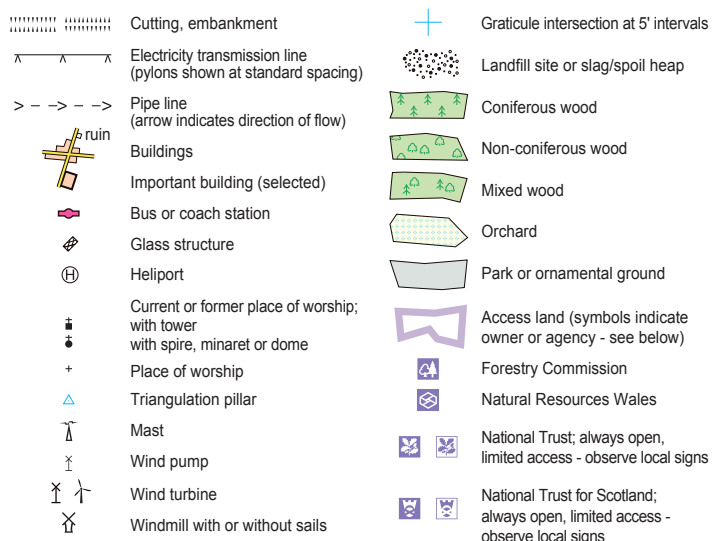 Cutting, embankment
Electricity transmission line
(pylons shown at standard spacing)
Pipe line
(arrow indicates direction of flow)
ruin
Buildings
Important building (selected)
Bus or coach station
Glass structure
H
Heliport
Current or former place of worship;
with tower
with spire, minaret or dome
Place of worship
Triangulation pillar
Mast
Wind pump
Wind turbine
Windmill with or without sails
Graticule intersection at 5' intervals
Landfill site or slag/spoil heap
Coniferous wood
Non-coniferous wood
Mixed wood
Orchard
Park or ornamental ground
Access land (symbols indicate
owner or agency - see below)
Forestry Commission
Natural Resources Wales
National Trust; always open,
limited access - observe local signs
National Trust for Scotland;
always open, limited access -
observe local signs